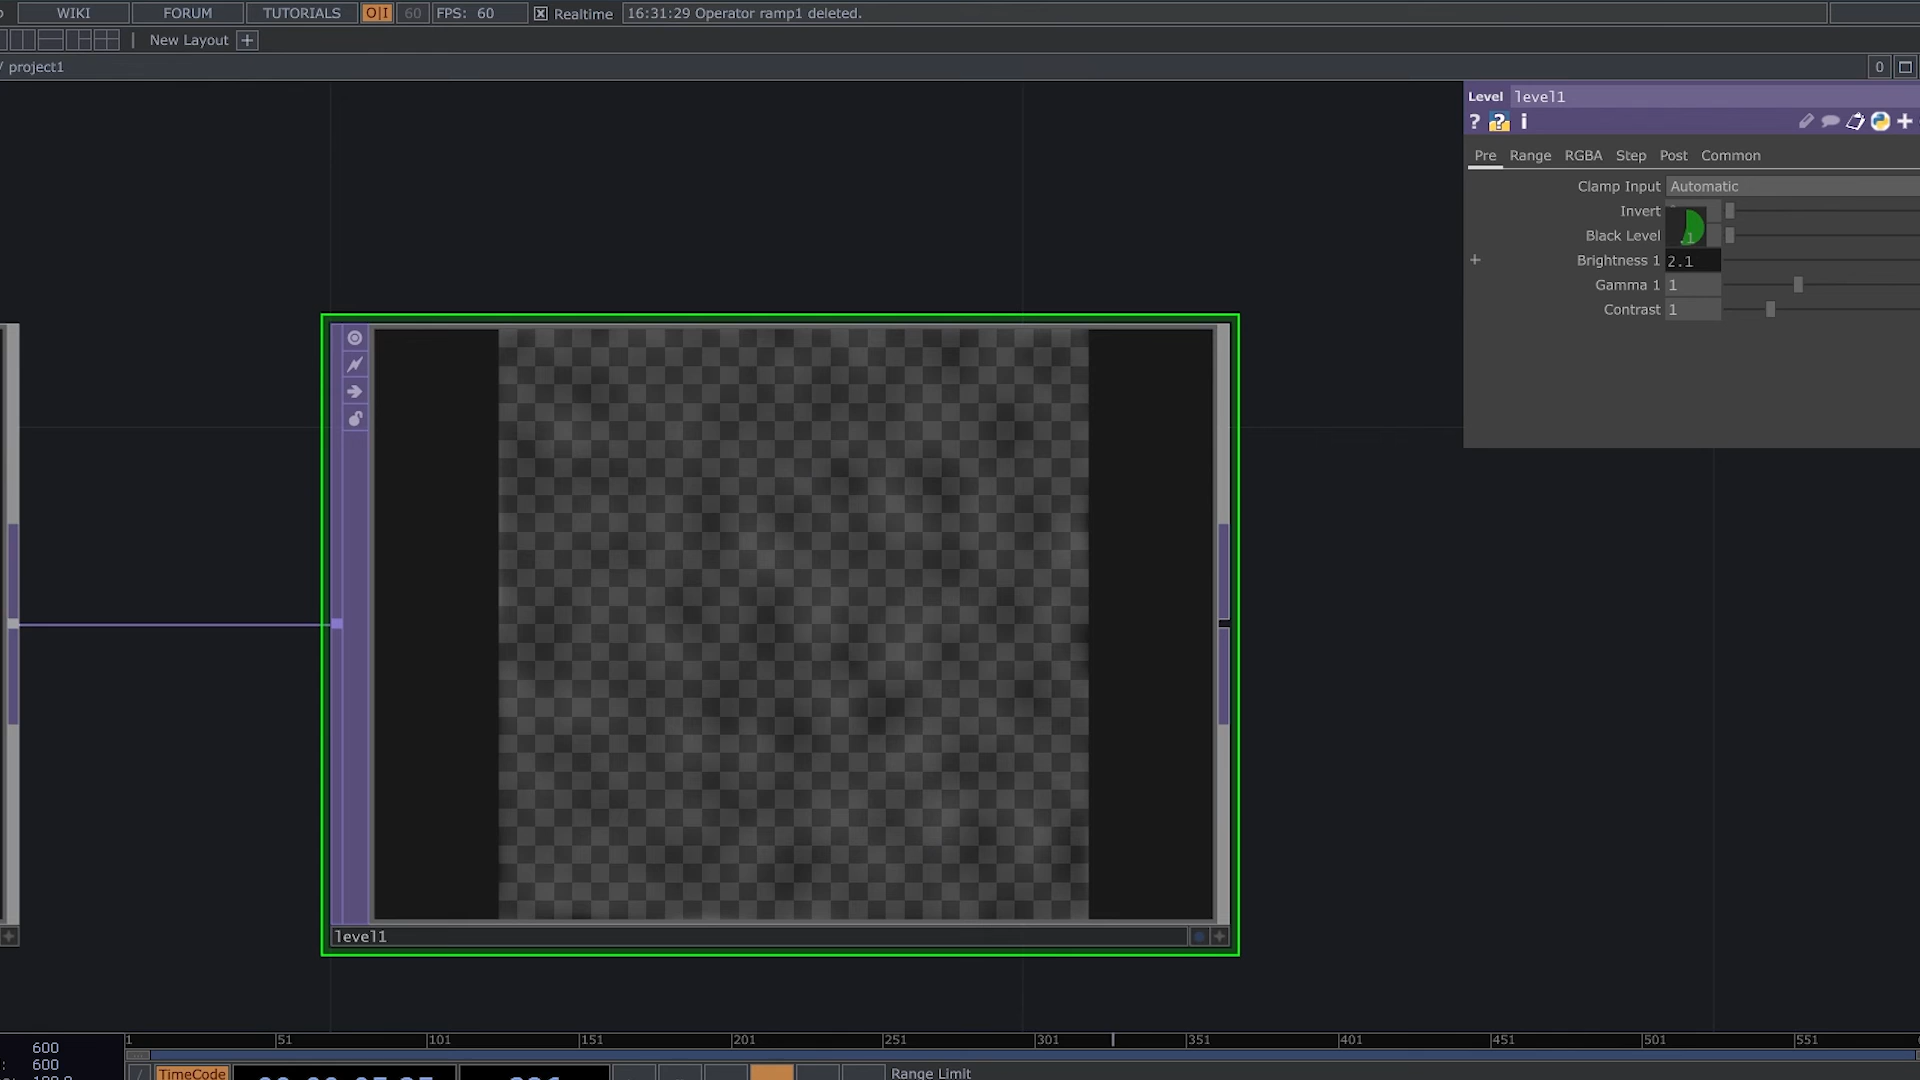 WIKI FORUM TUTORIALS O|I 60 FPS: 60 Realtime 16:31:29 Operator ramp1 deleted.
New Layout +
/ project1 0
Level level1
? ? i
Pre Range RGBA Step Post Common
Clamp Input Automatic
Invert
Black Level .1
+ Brightness 1 2.1
Gamma 1 1
Contrast 1
level1
1 51 101 151 201 251 301 351 401 451 501 551
600
600
TimeCode Range Limit